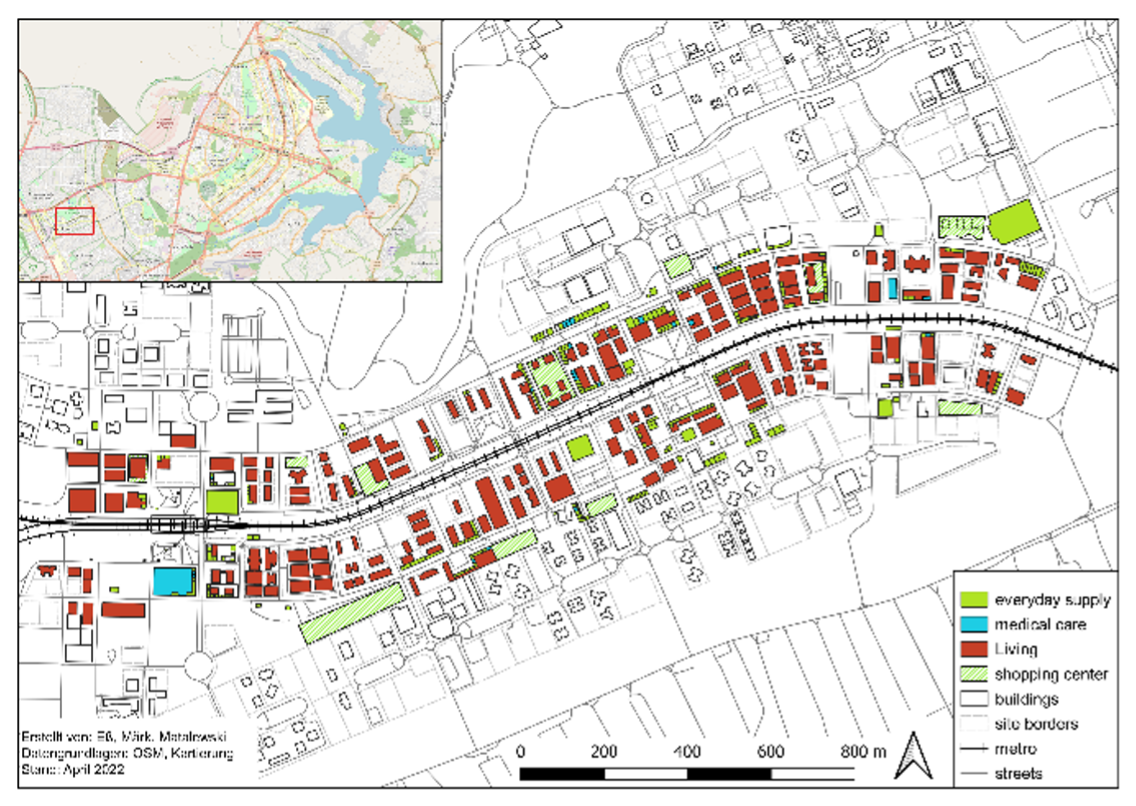 everyday supply
medical care
Living
shopping center
buildings
site borders
metro
streets
Erstellt von: Eß, Märk, Matalewski
Datengrundlagen: OSM, Kartierung
Stand: April 2022
0 200 400 600 800 m